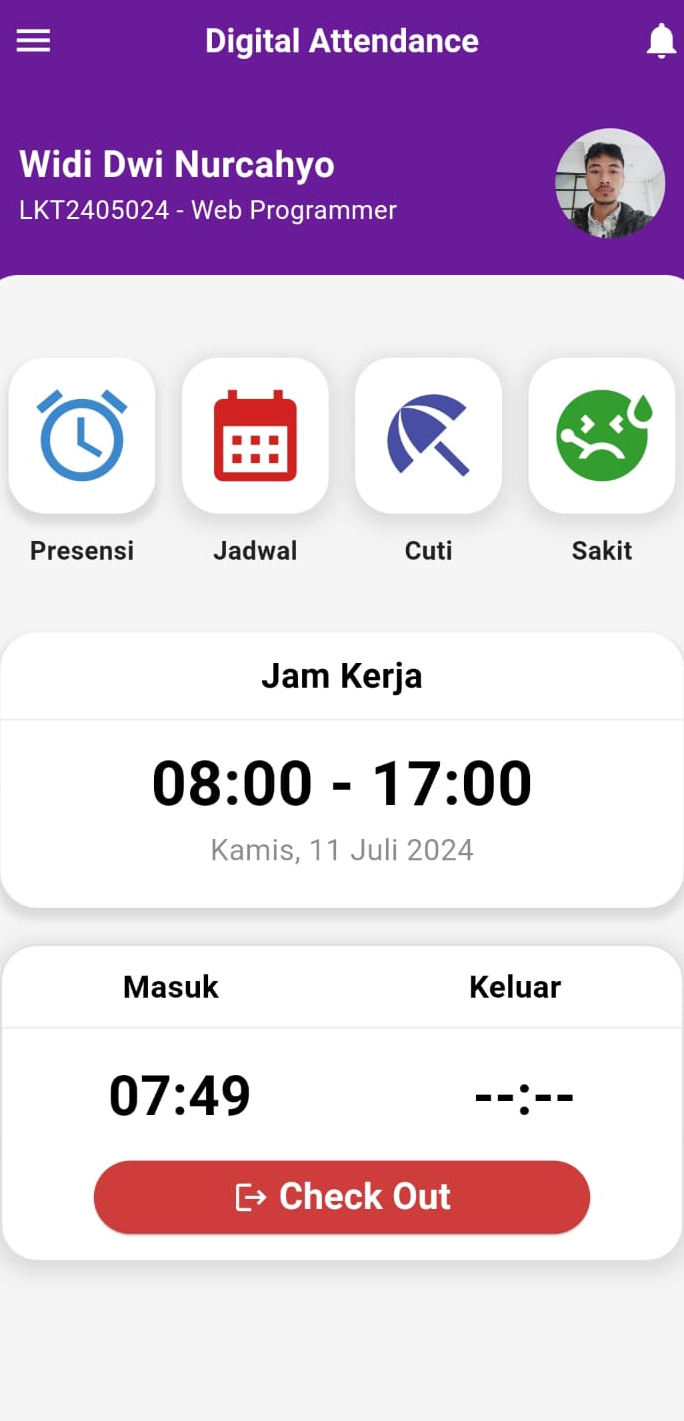 Digital Attendance
Widi Dwi Nurcahyo
LKT2405024 - Web Programmer
Presensi Jadwal Cuti Sakit
Jam Kerja
08:00 - 17:00
Kamis, 11 Juli 2024
Masuk Keluar
07:49 --:--
Check Out